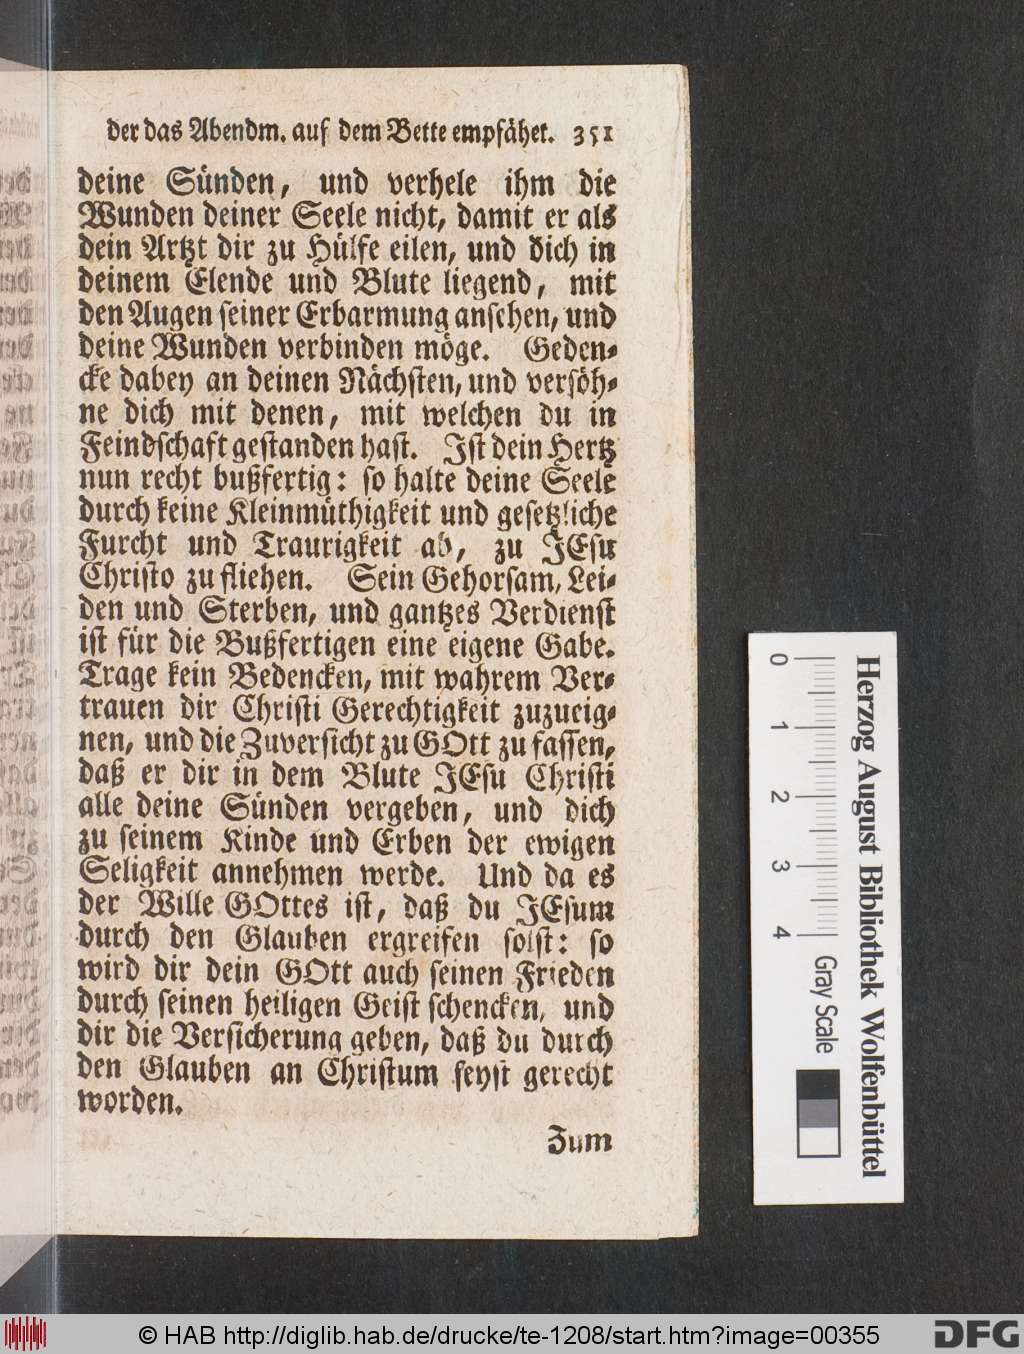 der das Abendm. auf dem Bette empfähet. 351
deine Sünden, und verhele ihm die
Wunden deiner Seele nicht, damit er als
dein Artzt dir zu Hülfe eilen, und dich in
deinem Elende und Blute liegend, mit
den Augen seiner Erbarmung ansehen, und
deine Wunden verbinden möge. Geden-
cke dabey an deinen Nächsten, und versöh-
ne dich mit denen, mit welchen du in
Feindschaft gestanden hast. Ist dein Hertz
nun recht bußfertig: so halte deine Seele
durch keine Kleinmüthigkeit und gesetzliche
Furcht und Traurigkeit ab, zu JEsu
Christo zu fliehen. Sein Gehorsam, Lei-
den und Sterben, und gantzes Verdienst
ist für die Bußfertigen eine eigene Gabe.
Trage kein Bedencken, mit wahrem Ver-
trauen dir Christi Gerechtigkeit zuzueig-
nen, und die Zuversicht zu GOtt zu fassen,
daß er dir in dem Blute JEsu Christi
alle deine Sünden vergeben, und dich
zu seinem Kinde und Erben der ewigen
Seligkeit annehmen werde. Und da es
der Wille GOttes ist, daß du JEsum
durch den Glauben ergreifen solst: so
wird dir dein GOtt auch seinen Frieden
durch seinen heiligen Geist schencken, und
dir die Versicherung geben, daß du durch
den Glauben an Christum seyst gerecht
worden.
Zum
0 1 2 3 4 Gray Scale
Herzog August Bibliothek Wolfenbüttel
© HAB http://diglib.hab.de/drucke/te-1208/start.htm?image=00355
DFG